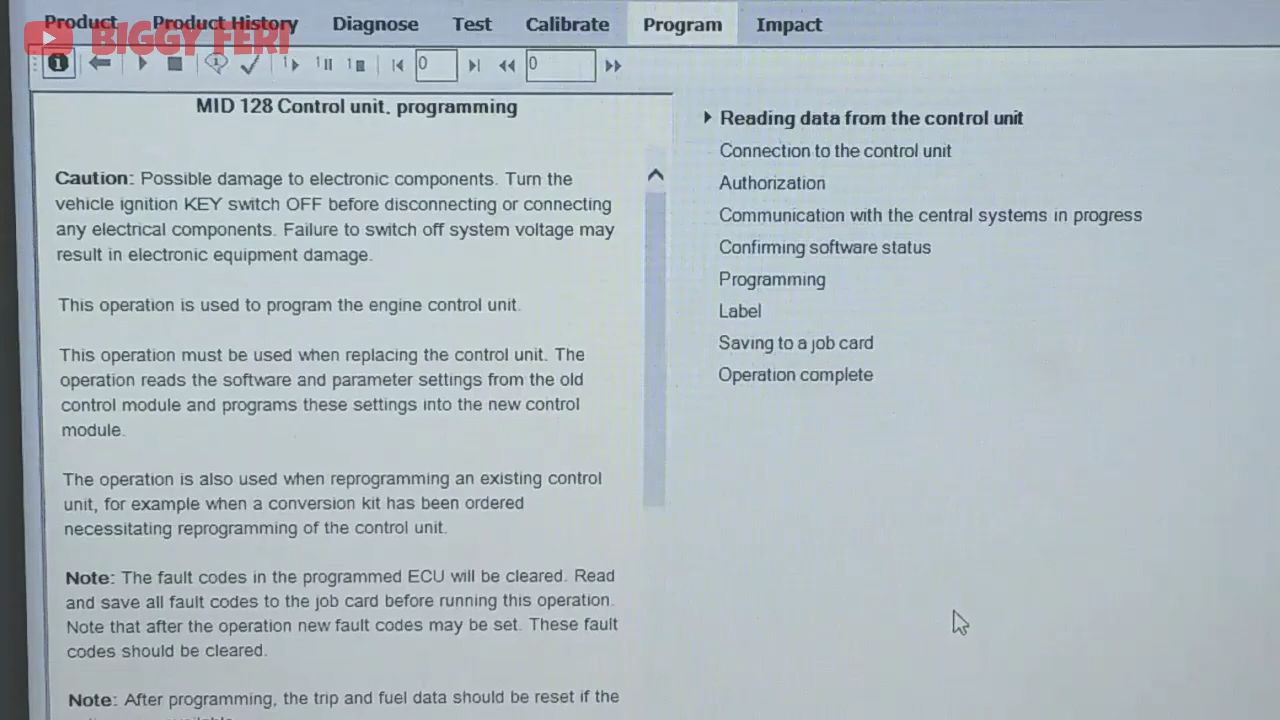 Product Product History Diagnose Test Calibrate Program Impact
BIGGY FERI
0 0
MID 128 Control unit, programming
Caution: Possible damage to electronic components. Turn the
vehicle ignition KEY switch OFF before disconnecting or connecting
any electrical components. Failure to switch off system voltage may
result in electronic equipment damage.
This operation is used to program the engine control unit.
This operation must be used when replacing the control unit. The
operation reads the software and parameter settings from the old
control module and programs these settings into the new control
module.
The operation is also used when reprogramming an existing control
unit, for example when a conversion kit has been ordered
necessitating reprogramming of the control unit.
Note: The fault codes in the programmed ECU will be cleared. Read
and save all fault codes to the job card before running this operation.
Note that after the operation new fault codes may be set. These fault
codes should be cleared.
Note: After programming, the trip and fuel data should be reset if the
Reading data from the control unit
Connection to the control unit
Authorization
Communication with the central systems in progress
Confirming software status
Programming
Label
Saving to a job card
Operation complete